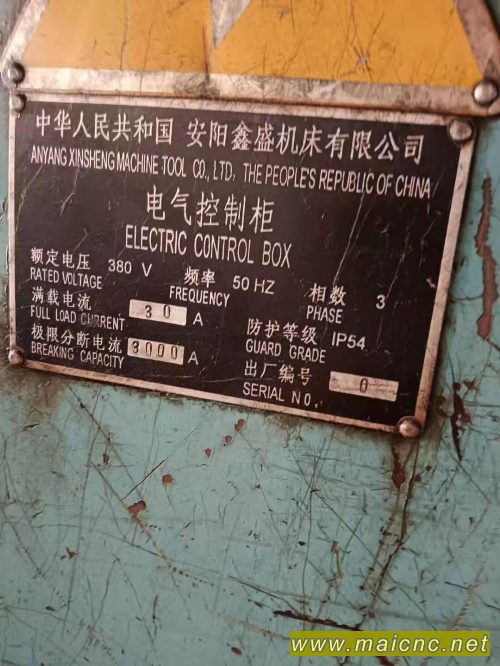 中华人民共和国 安阳鑫盛机床有限公司
ANYANG XINSHENG MACHINE TOOL CO., LTD, THE PEOPLE'S REPUBLIC OF CHINA
电气控制柜
ELECTRIC CONTROL BOX
额定电压 380 V 频率 50 HZ 相数 3
RATED VOLTAGE FREQUENCY PHASE
满载电流 30 A 防护等级 IP54
FULL LOAD CURRENT GUARD GRADE
极限分断电流 3000 A 出厂编号 0
BREAKING CAPACITY SERIAL NO,
www.maicnc.net